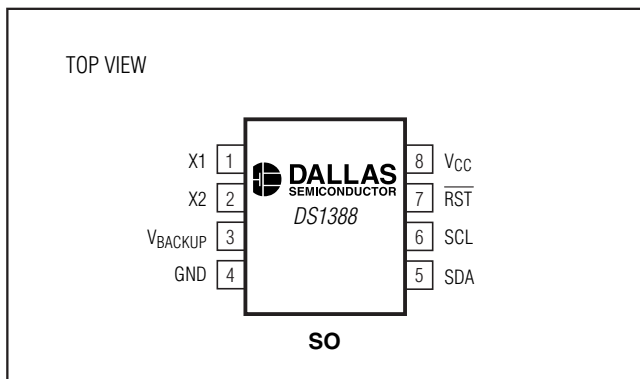 TOP VIEW
X1 1
X2 2
VBACKUP 3
GND 4
DALLAS
SEMICONDUCTOR
DS1388
8 VCC
7 R̅S̅T̅
6 SCL
5 SDA
SO